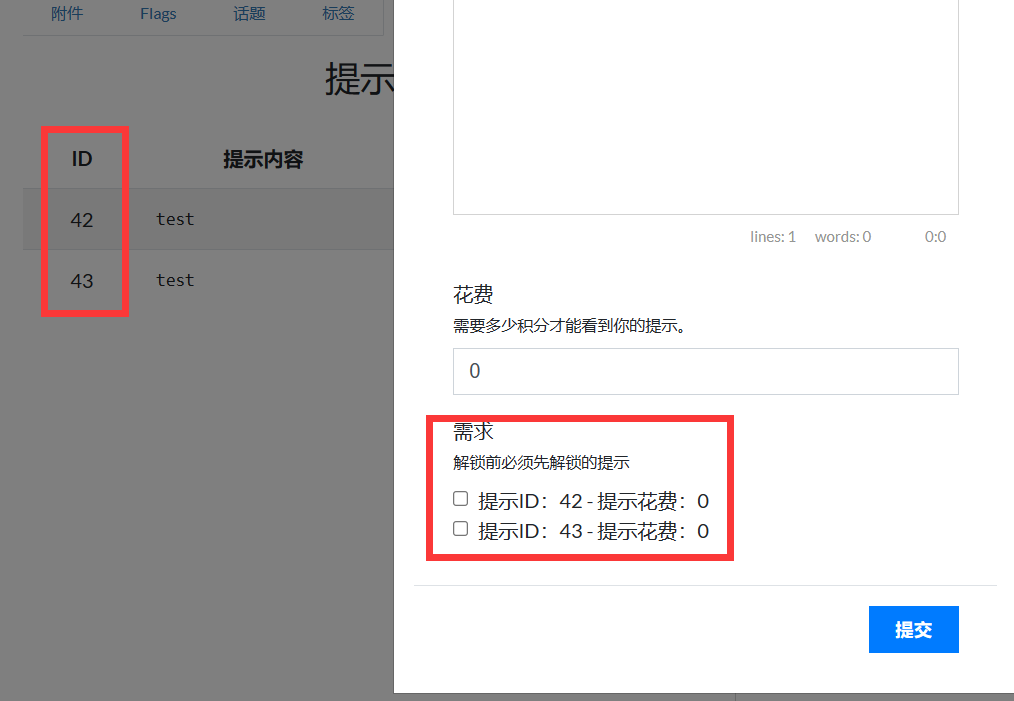 附件 Flags 话题 标签
提示
ID 提示内容
42 test
43 test
lines: 1 words: 0 0:0
花费
需要多少积分才能看到你的提示。
0
需求
解锁前必须先解锁的提示
提示ID：42 - 提示花费：0
提示ID：43 - 提示花费：0
提交